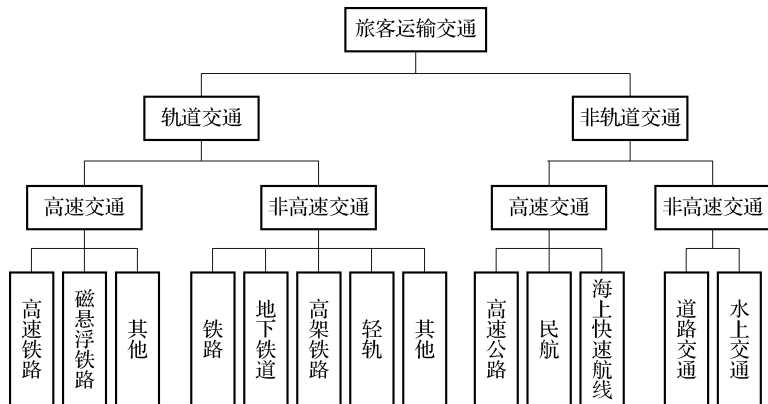 旅客运输交通
轨道交通
非轨道交通
高速交通
非高速交通
高速交通
非高速交通
高速铁路
磁悬浮铁路
其他
铁路
地下铁道
高架铁路
轻轨
其他
高速公路
民航
海上快速航线
道路交通
水上交通